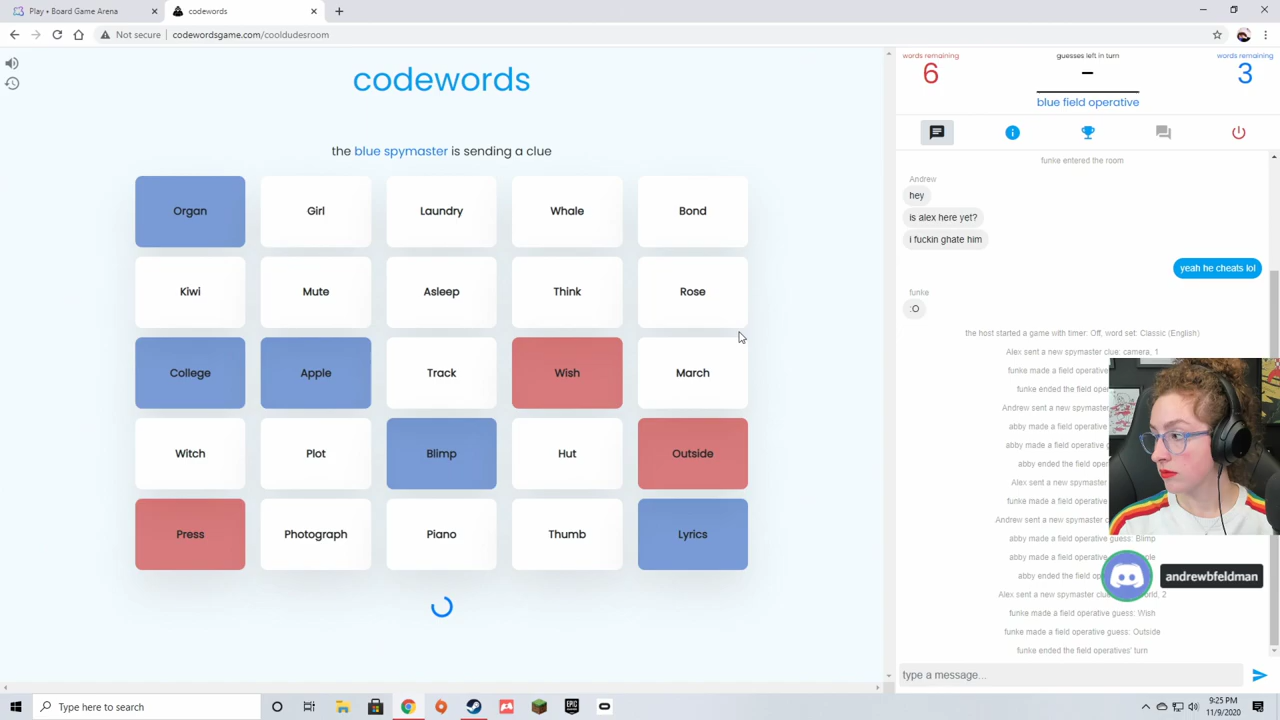 Play • Board Game Arena
codewords
Not secure
codewordsgame.com/cooldudesroom
codewords
the blue spymaster is sending a clue
Organ
Girl
Laundry
Whale
Bond
Kiwi
Mute
Asleep
Think
Rose
College
Apple
Track
Wish
March
Witch
Plot
Blimp
Hut
Outside
Press
Photograph
Piano
Thumb
Lyrics
words remaining
6
guesses left in turn
–
words remaining
3
blue field operative
funke entered the room
Andrew
hey
is alex here yet?
i fuckin ghate him
yeah he cheats lol
funke
:O
the host started a game with timer: Off, word set: Classic (English)
Alex sent a new spymaster clue: camera, 1
funke made a field operative
funke ended the field
Andrew sent a new spymaster
abby made a field operative
abby made a field operative
abby ended the field
Alex sent a new spymaster
funke made a field operative
Andrew sent a new spymaster
abby made a field operative guess: Blimp
abby made a field operative
abby ended the field
andrewbfeldman
Alex sent a new spymaster 2
funke made a field operative guess: Wish
funke made a field operative guess: Outside
funke ended the field operatives' turn
type a message...
Type here to search
EPIC
9:25 PM
11/9/2020